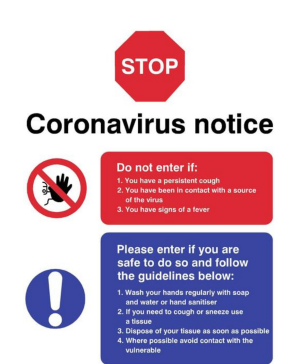 STOP
Coronavirus notice
Do not enter if:
1. You have a persistent cough
2. You have been in contact with a source
of the virus
3. You have signs of a fever
Please enter if you are
safe to do so and follow
the guidelines below:
1. Wash your hands regularly with soap
and water or hand sanitiser
2. If you need to cough or sneeze use
a tissue
3. Dispose of your tissue as soon as possible
4. Where possible avoid contact with the
vulnerable